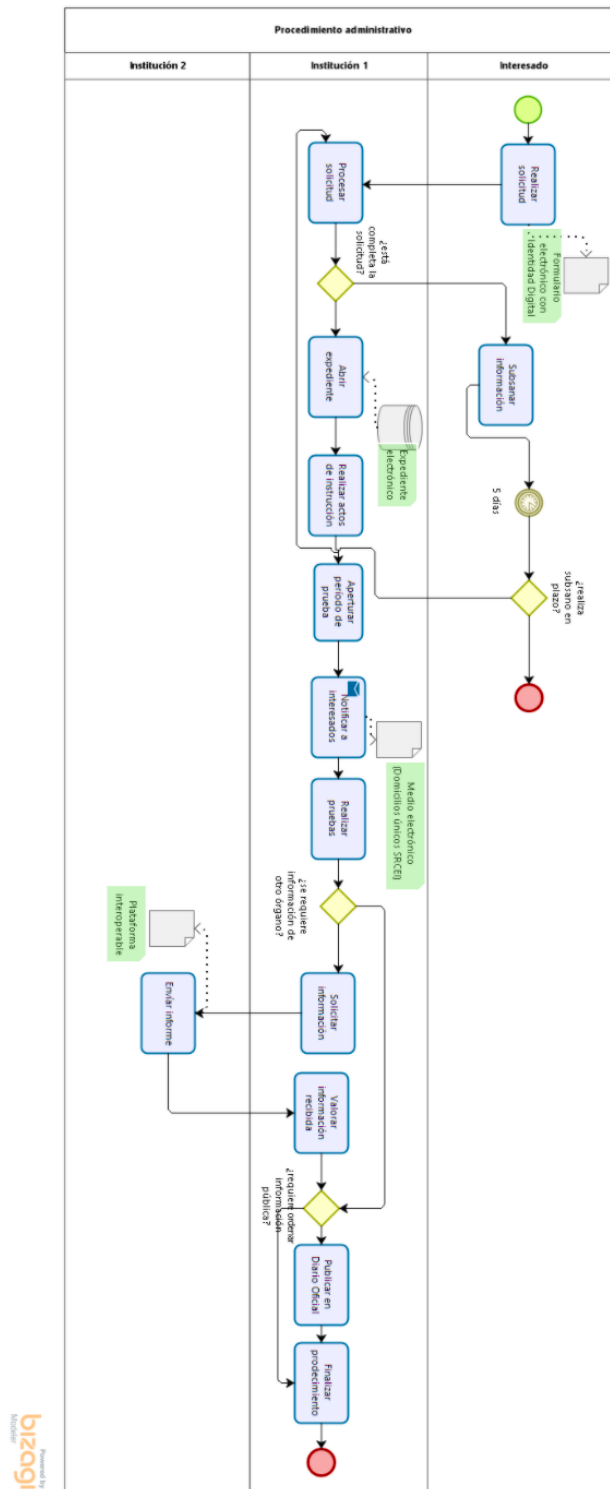 Procedimiento administrativo
Interesado
Institución 1
Institución 2
Realizar
solicitud
Formulario
electrónico con
Identidad Digital
Procesar
solicitud
¿está
completa la
solicitud?
Subsanar
información
5 días
¿realiza
subsano en
plazo?
Abrir
expediente
Expediente
electrónico
Realizar actos
de instrucción
Aperturar
período de
prueba
Notificar a
interesados
Medio electrónico
(Domicilios únicos SRCEI)
Realizar
pruebas
¿se requiere
información de
otro órgano?
Solicitar
información
Enviar informe
Plataforma
interoperable
Valorar
información
recibida
¿requiere ordenar
información
pública?
Publicar en
Diario Oficial
Finalizar
prodecimiento
Powered by
bizagi
Modeler